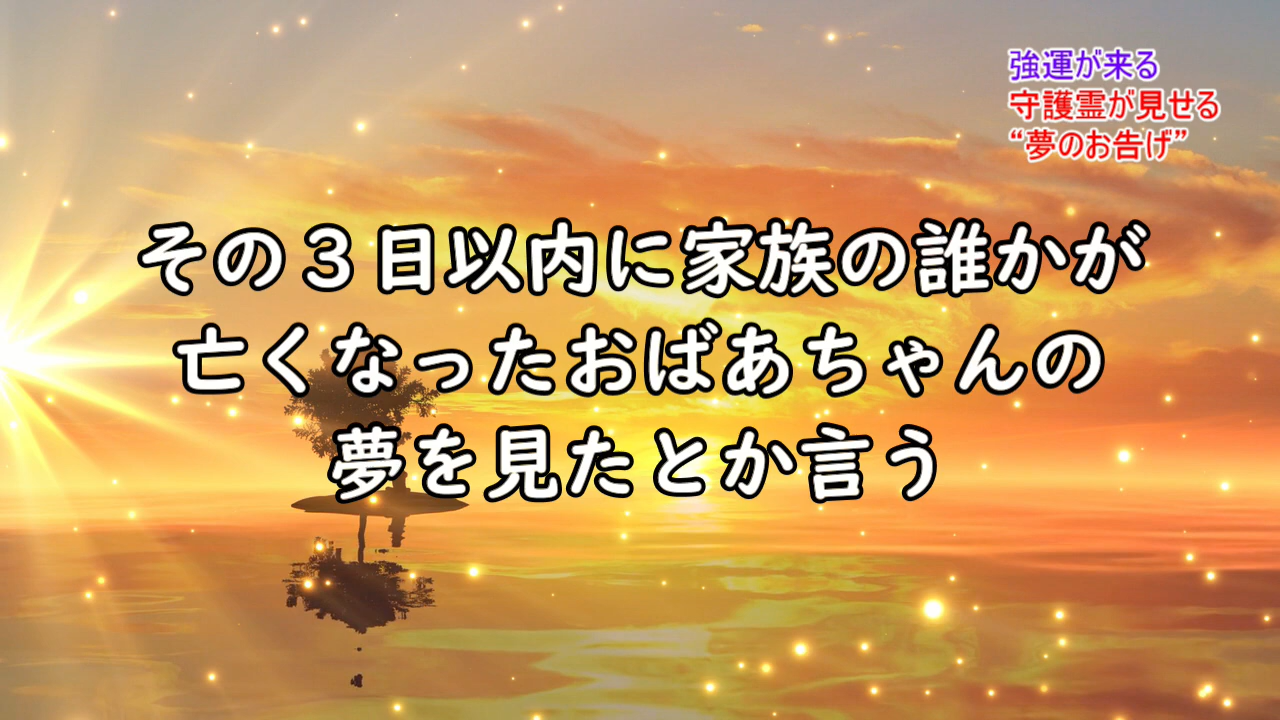 強運が来る
守護霊が見せる
“夢のお告げ”
その３日以内に家族の誰かが
亡くなったおばあちゃんの
夢を見たとか言う